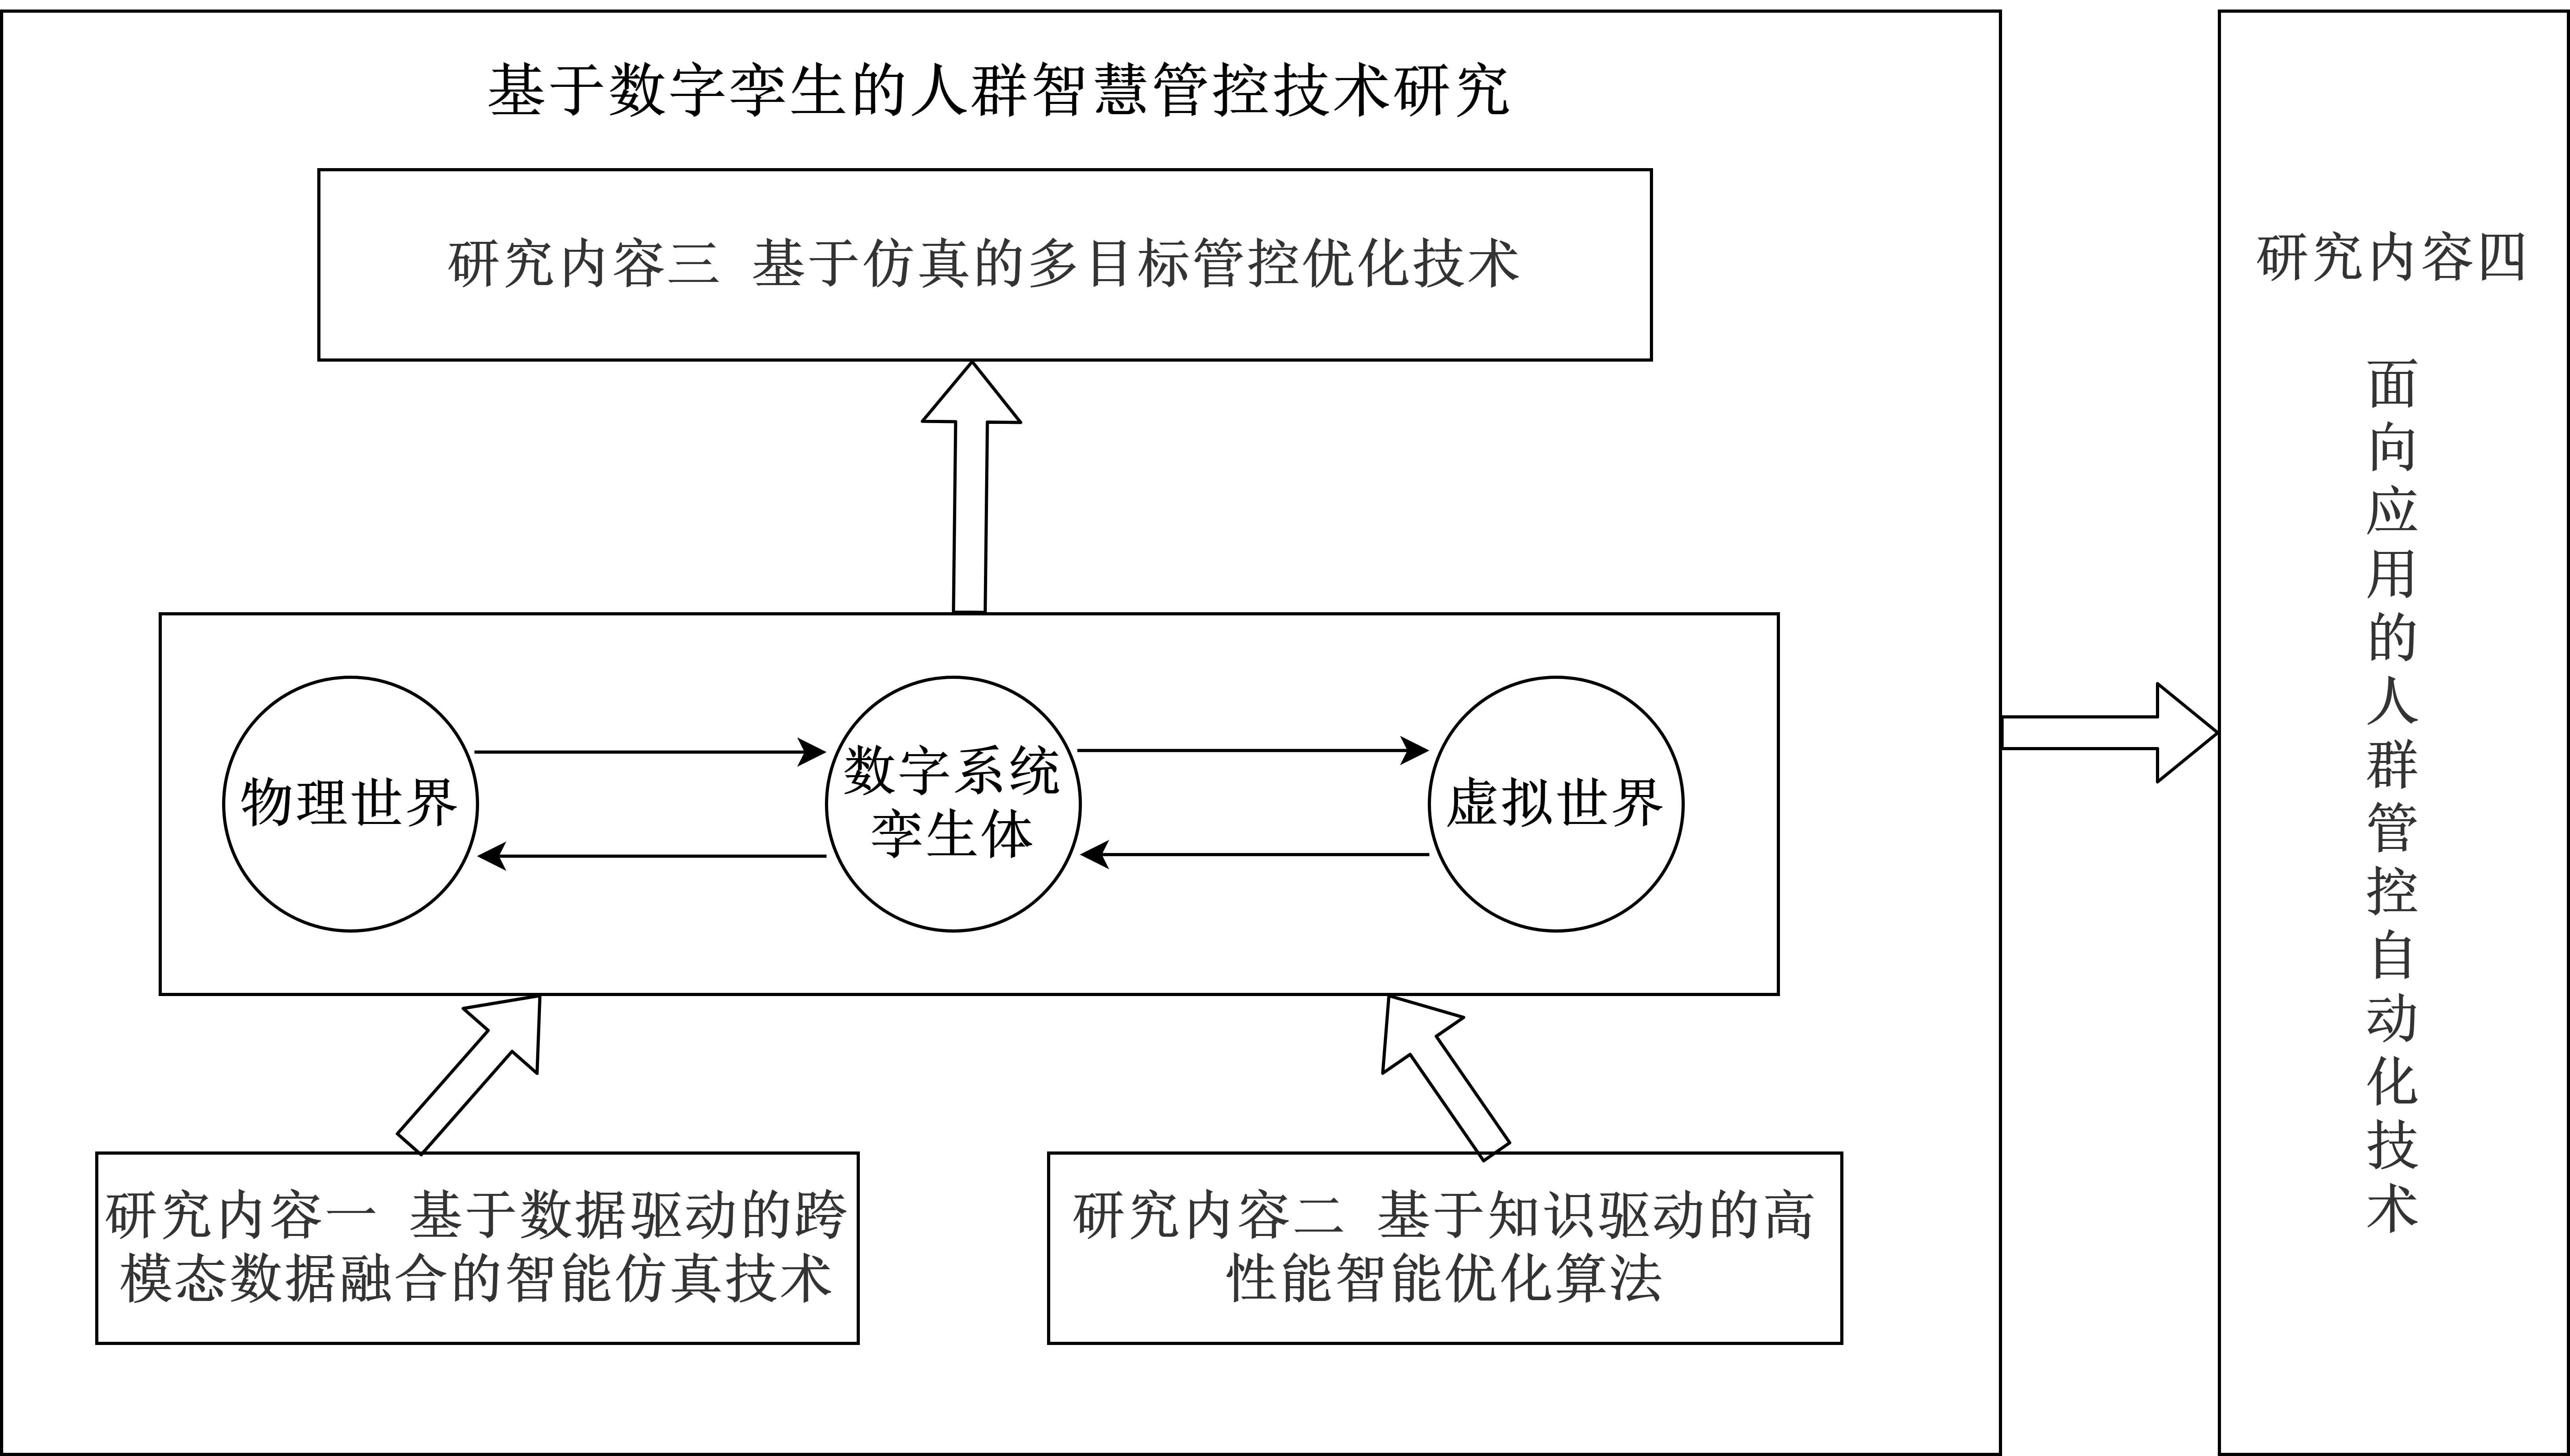 基于数字孪生的人群智慧管控技术研究
研究内容三 基于仿真的多目标管控优化技术
物理世界
数字系统
孪生体
虚拟世界
研究内容一 基于数据驱动的跨
模态数据融合的智能仿真技术
研究内容二 基于知识驱动的高
性能智能优化算法
研究内容四
面
向
应
用
的
人
群
管
控
自
动
化
技
术